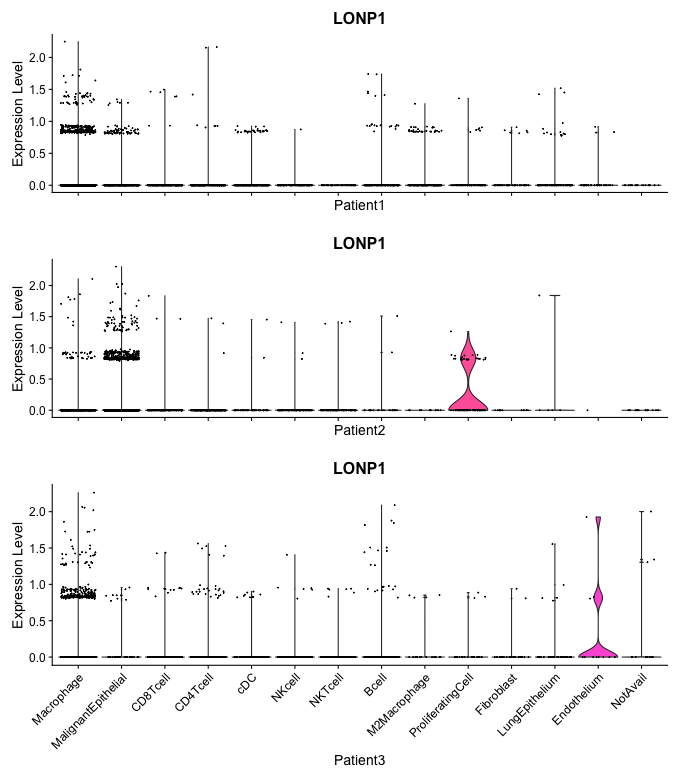 LONP1
Expression Level
2.0
1.5
1.0
0.5
0.0
Patient1
LONP1
Expression Level
2.0
1.5
1.0
0.5
0.0
Patient2
LONP1
Expression Level
2.0
1.5
1.0
0.5
0.0
Macrophage
MalignantEpithelial
CD8Tcell
CD4Tcell
cDC
NKcell
NKTcell
Bcell
M2Macrophage
ProliferatingCell
Fibroblast
LungEpithelium
Endothelium
NotAvail
Patient3